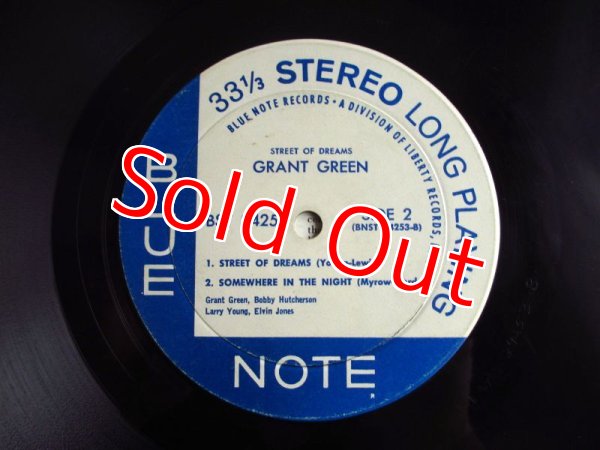 33⅓ STEREO LONG PLAYING
BLUE NOTE RECORDS • A DIVISION OF LIBERTY RECORDS,
STREET OF DREAMS
GRANT GREEN
SIDE 2
1. STREET OF DREAMS
2. SOMEWHERE IN THE NIGHT
Grant Green, Bobby Hutcherson
Larry Young, Elvin Jones
BLUE
NOTE
Sold Out